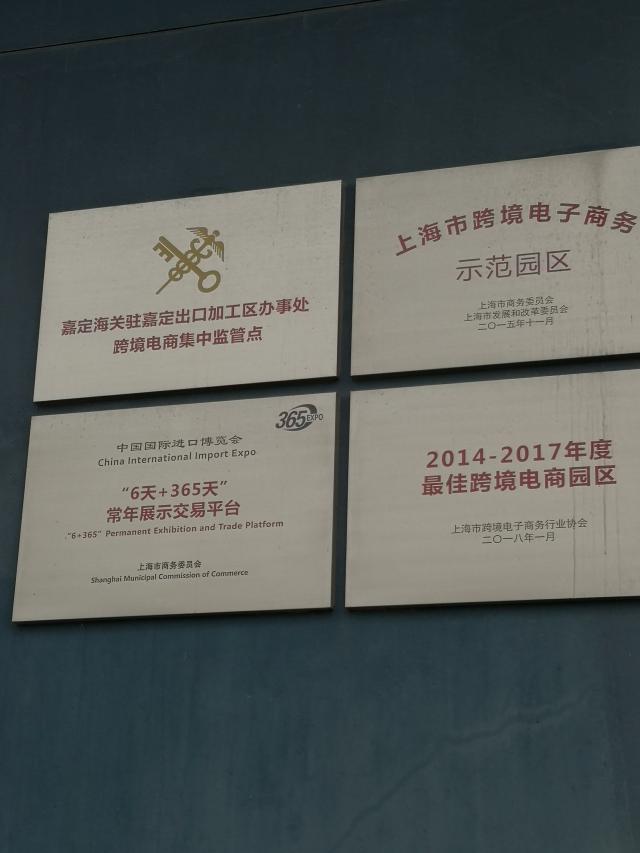 嘉定海关驻嘉定出口加工区办事处
跨境电商集中监管点
上海市跨境电子商务
示范园区
上海市商务委员会
上海市发展和改革委员会
二〇一五年十一月
365 EXPO
中国国际进口博览会
China International Import Expo
“6天+365天”
常年展示交易平台
“6+365” Permanent Exhibition and Trade Platform
上海市商务委员会
Shanghai Municipal Commission of Commerce
2014-2017年度
最佳跨境电商园区
上海市跨境电子商务行业协会
二〇一八年一月